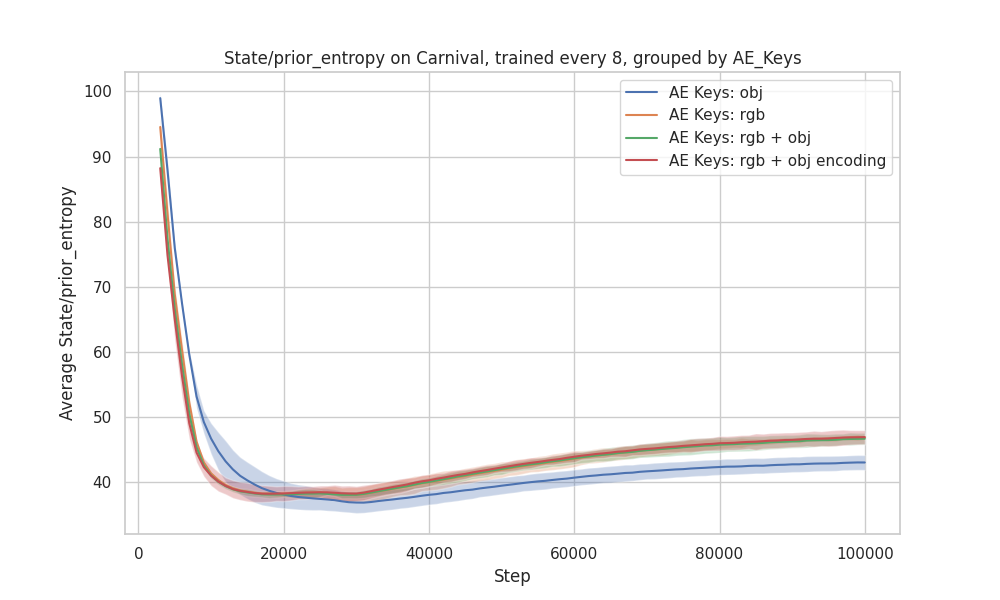 State/prior_entropy on Carnival, trained every 8, grouped by AE_Keys
Average State/prior_entropy
100
90
80
70
60
50
40
AE Keys: obj
AE Keys: rgb
AE Keys: rgb + obj
AE Keys: rgb + obj encoding
0
20000
40000
60000
80000
100000
Step